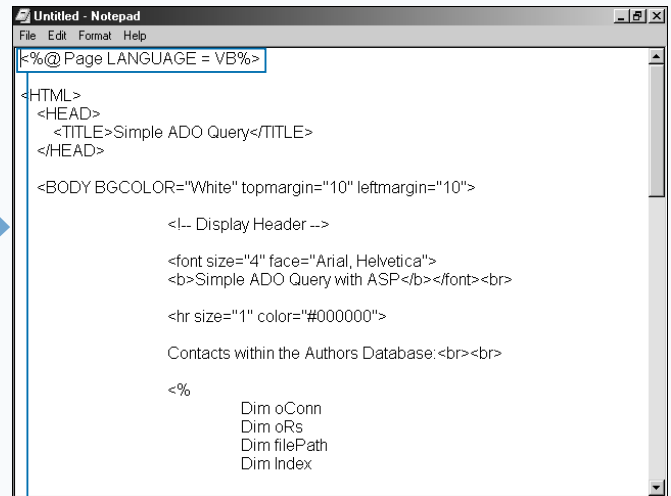 Untitled - Notepad
File Edit Format Help
<%@ Page LANGUAGE = VB%>
<HTML>
<HEAD>
<TITLE>Simple ADO Query</TITLE>
</HEAD>
<BODY BGCOLOR="White" topmargin="10" leftmargin="10">
<!-- Display Header -->
<font size="4" face="Arial, Helvetica">
<b>Simple ADO Query with ASP</b></font><br>
<hr size="1" color="#000000">
Contacts within the Authors Database:<br><br>
<%
Dim oConn
Dim oRs
Dim filePath
Dim Index